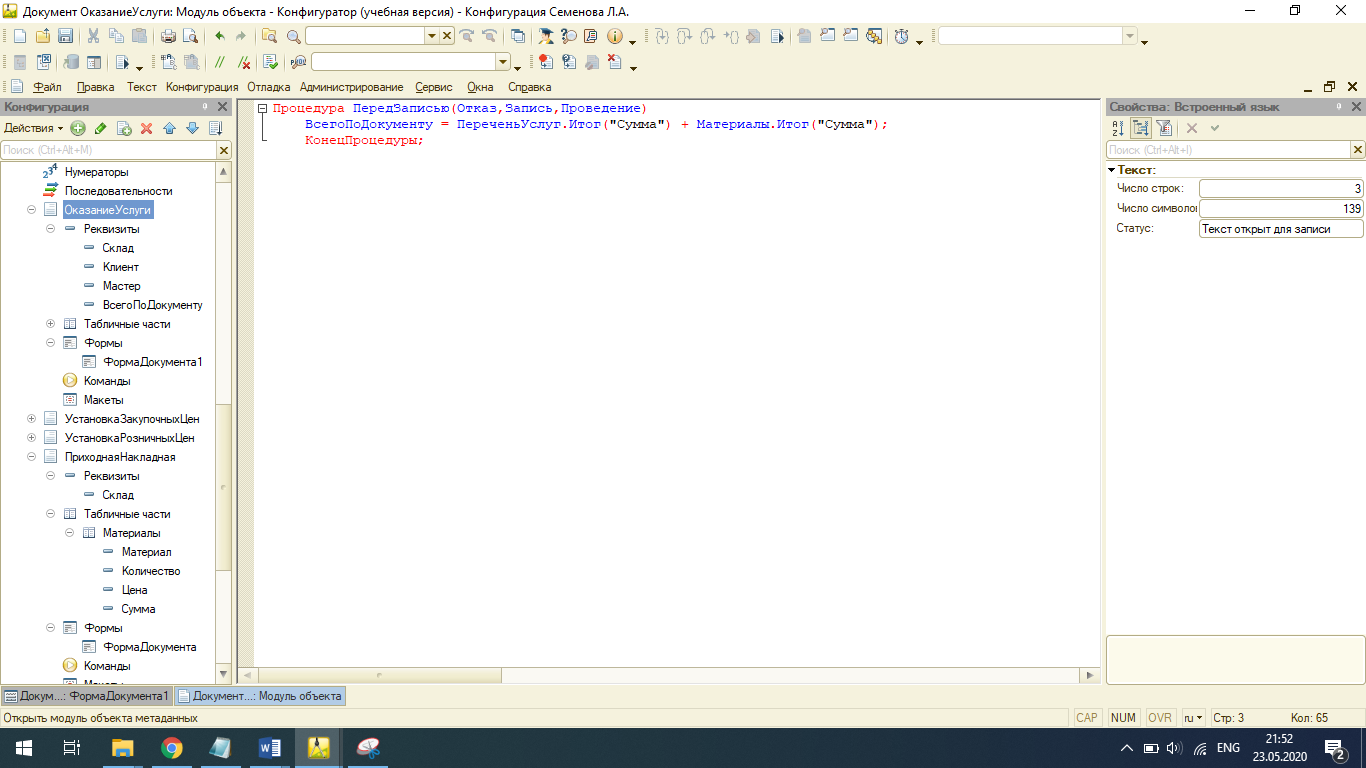 Документ ОказаниеУслуги: Модуль объекта - Конфигуратор (учебная версия) - Конфигурация Семенова Л.А.
Файл Правка Текст Конфигурация Отладка Администрирование Сервис Окна Справка
Конфигурация
Действия
Поиск (Ctrl+Alt+M)
Нумераторы
Последовательности
ОказаниеУслуги
Реквизиты
Склад
Клиент
Мастер
ВсегоПоДокументу
Табличные части
Формы
ФормаДокумента1
Команды
Макеты
УстановкаЗакупочныхЦен
УстановкаРозничныхЦен
ПриходнаяНакладная
Реквизиты
Склад
Табличные части
Материалы
Материал
Количество
Цена
Сумма
Формы
ФормаДокумента
Команды
Процедура ПередЗаписью(Отказ,Запись,Проведение)
ВсегоПоДокументу = ПереченьУслуг.Итог("Сумма") + Материалы.Итог("Сумма");
КонецПроцедуры;
Свойства: Встроенный язык
Поиск (Ctrl+Alt+I)
Текст:
Число строк: 3
Число символо 139
Статус: Текст открыт для записи
Докум...: ФормаДокумента1 Документ...: Модуль объекта
Открыть модуль объекта метаданных CAP NUM OVR ru Стр: 3 Кол: 65
ENG 21:52
23.05.2020 2